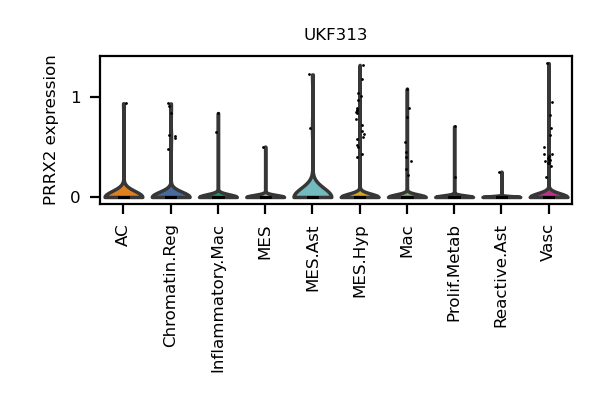 UKF313
PRRX2 expression
1
0
AC
Chromatin.Reg
Inflammatory.Mac
MES
MES.Ast
MES.Hyp
Mac
Prolif.Metab
Reactive.Ast
Vasc